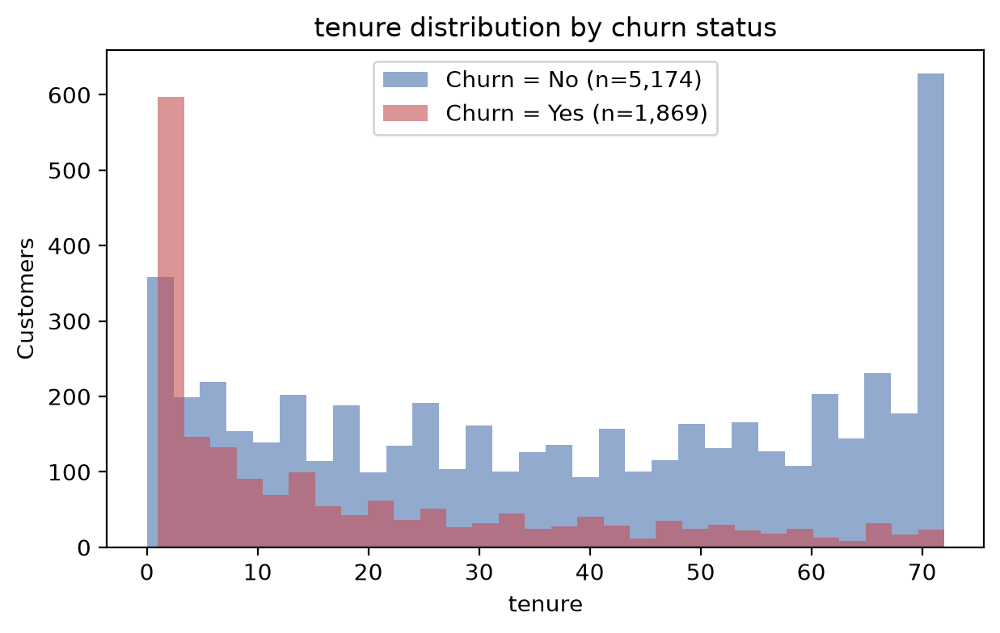 tenure distribution by churn status
Churn = No (n=5,174)
Churn = Yes (n=1,869)
Customers
600
500
400
300
200
100
0
0 10 20 30 40 50 60 70
tenure